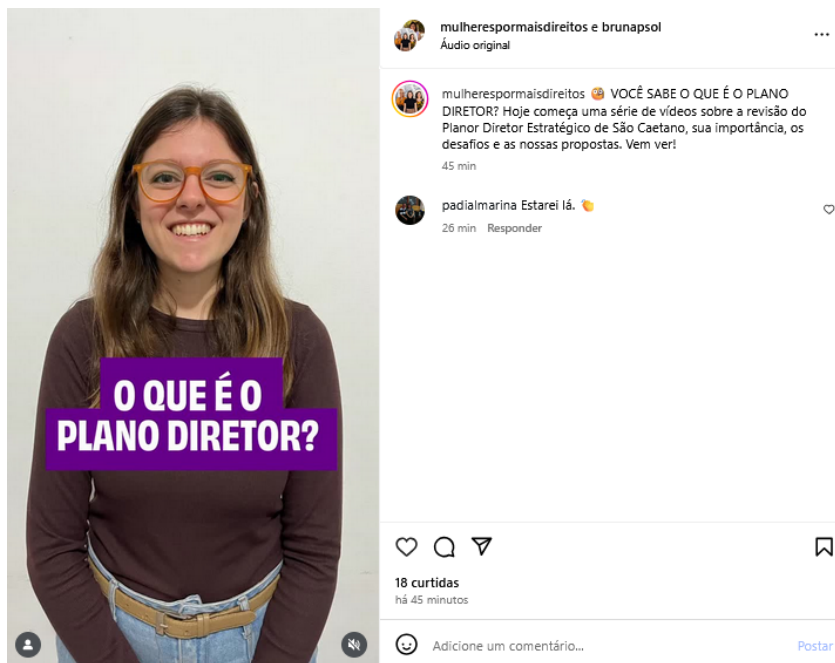 O QUE É O
PLANO DIRETOR?
mulherespormaisdireitos e brunapsol
Áudio original
mulherespormaisdireitos VOCÊ SABE O QUE É O PLANO
DIRETOR? Hoje começa uma série de vídeos sobre a revisão do
Planor Diretor Estratégico de São Caetano, sua importância, os
desafios e as nossas propostas. Vem ver!
45 min
padialmarina Estarei lá. 👏
26 min Responder
18 curtidas
há 45 minutos
Adicione um comentário...
Postar